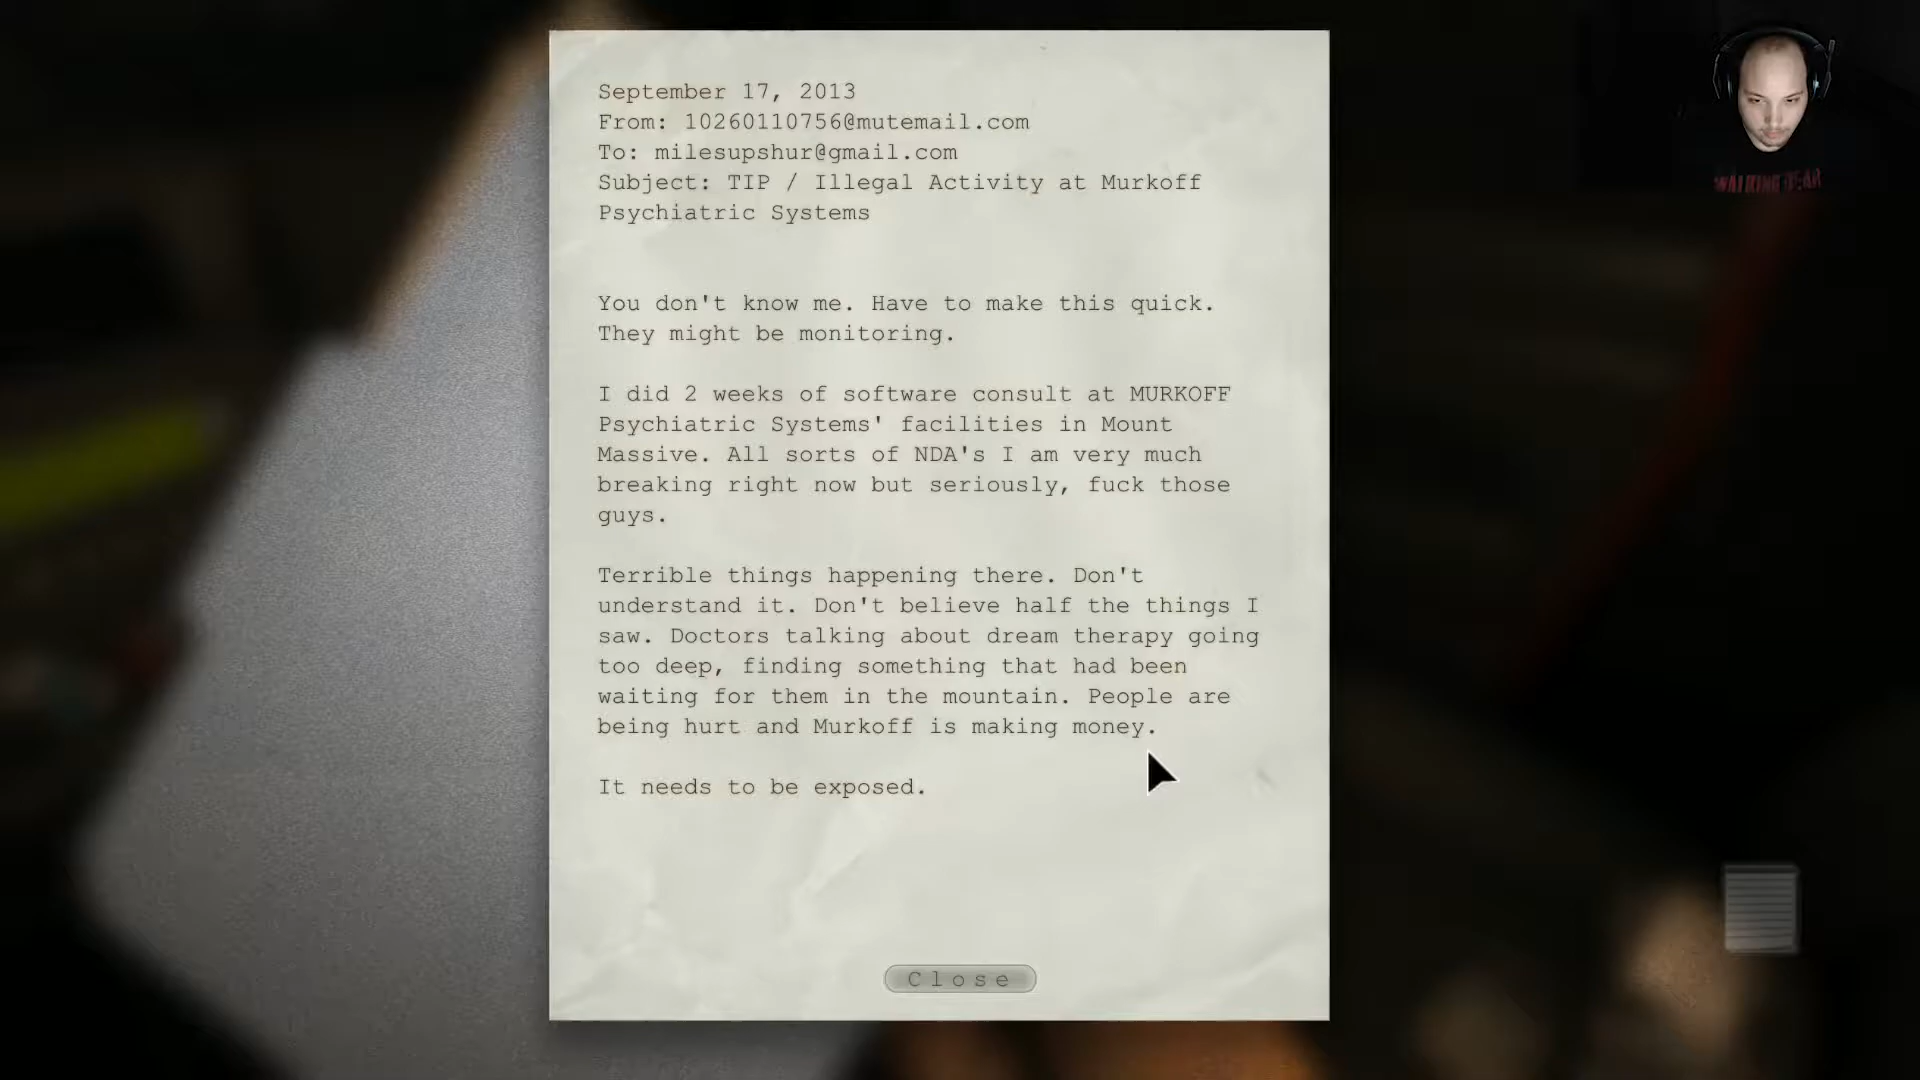 September 17, 2013
From: 10260110756@mutemail.com
To: milesupshur@gmail.com
Subject: TIP / Illegal Activity at Murkoff
Psychiatric Systems
You don't know me. Have to make this quick.
They might be monitoring.
I did 2 weeks of software consult at MURKOFF
Psychiatric Systems' facilities in Mount
Massive. All sorts of NDA's I am very much
breaking right now but seriously, fuck those
guys.
Terrible things happening there. Don't
understand it. Don't believe half the things I
saw. Doctors talking about dream therapy going
too deep, finding something that had been
waiting for them in the mountain. People are
being hurt and Murkoff is making money.
It needs to be exposed.
Close